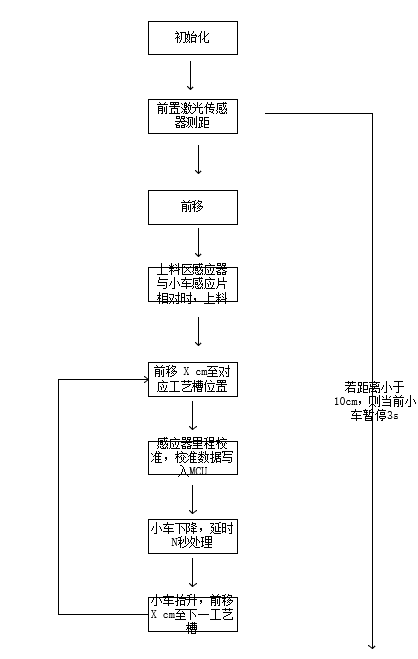 初始化
前置激光传感
器测距
前移
上料区感应器
与小车感应片
相对时，上料
前移 X cm至对
应工艺槽位置
若距离小于
10cm，则当前小
车暂停3s
感应器里程校
准，校准数据写
入MCU
小车下降，延时
N秒处理
小车抬升，前移
X cm至下一工艺
槽